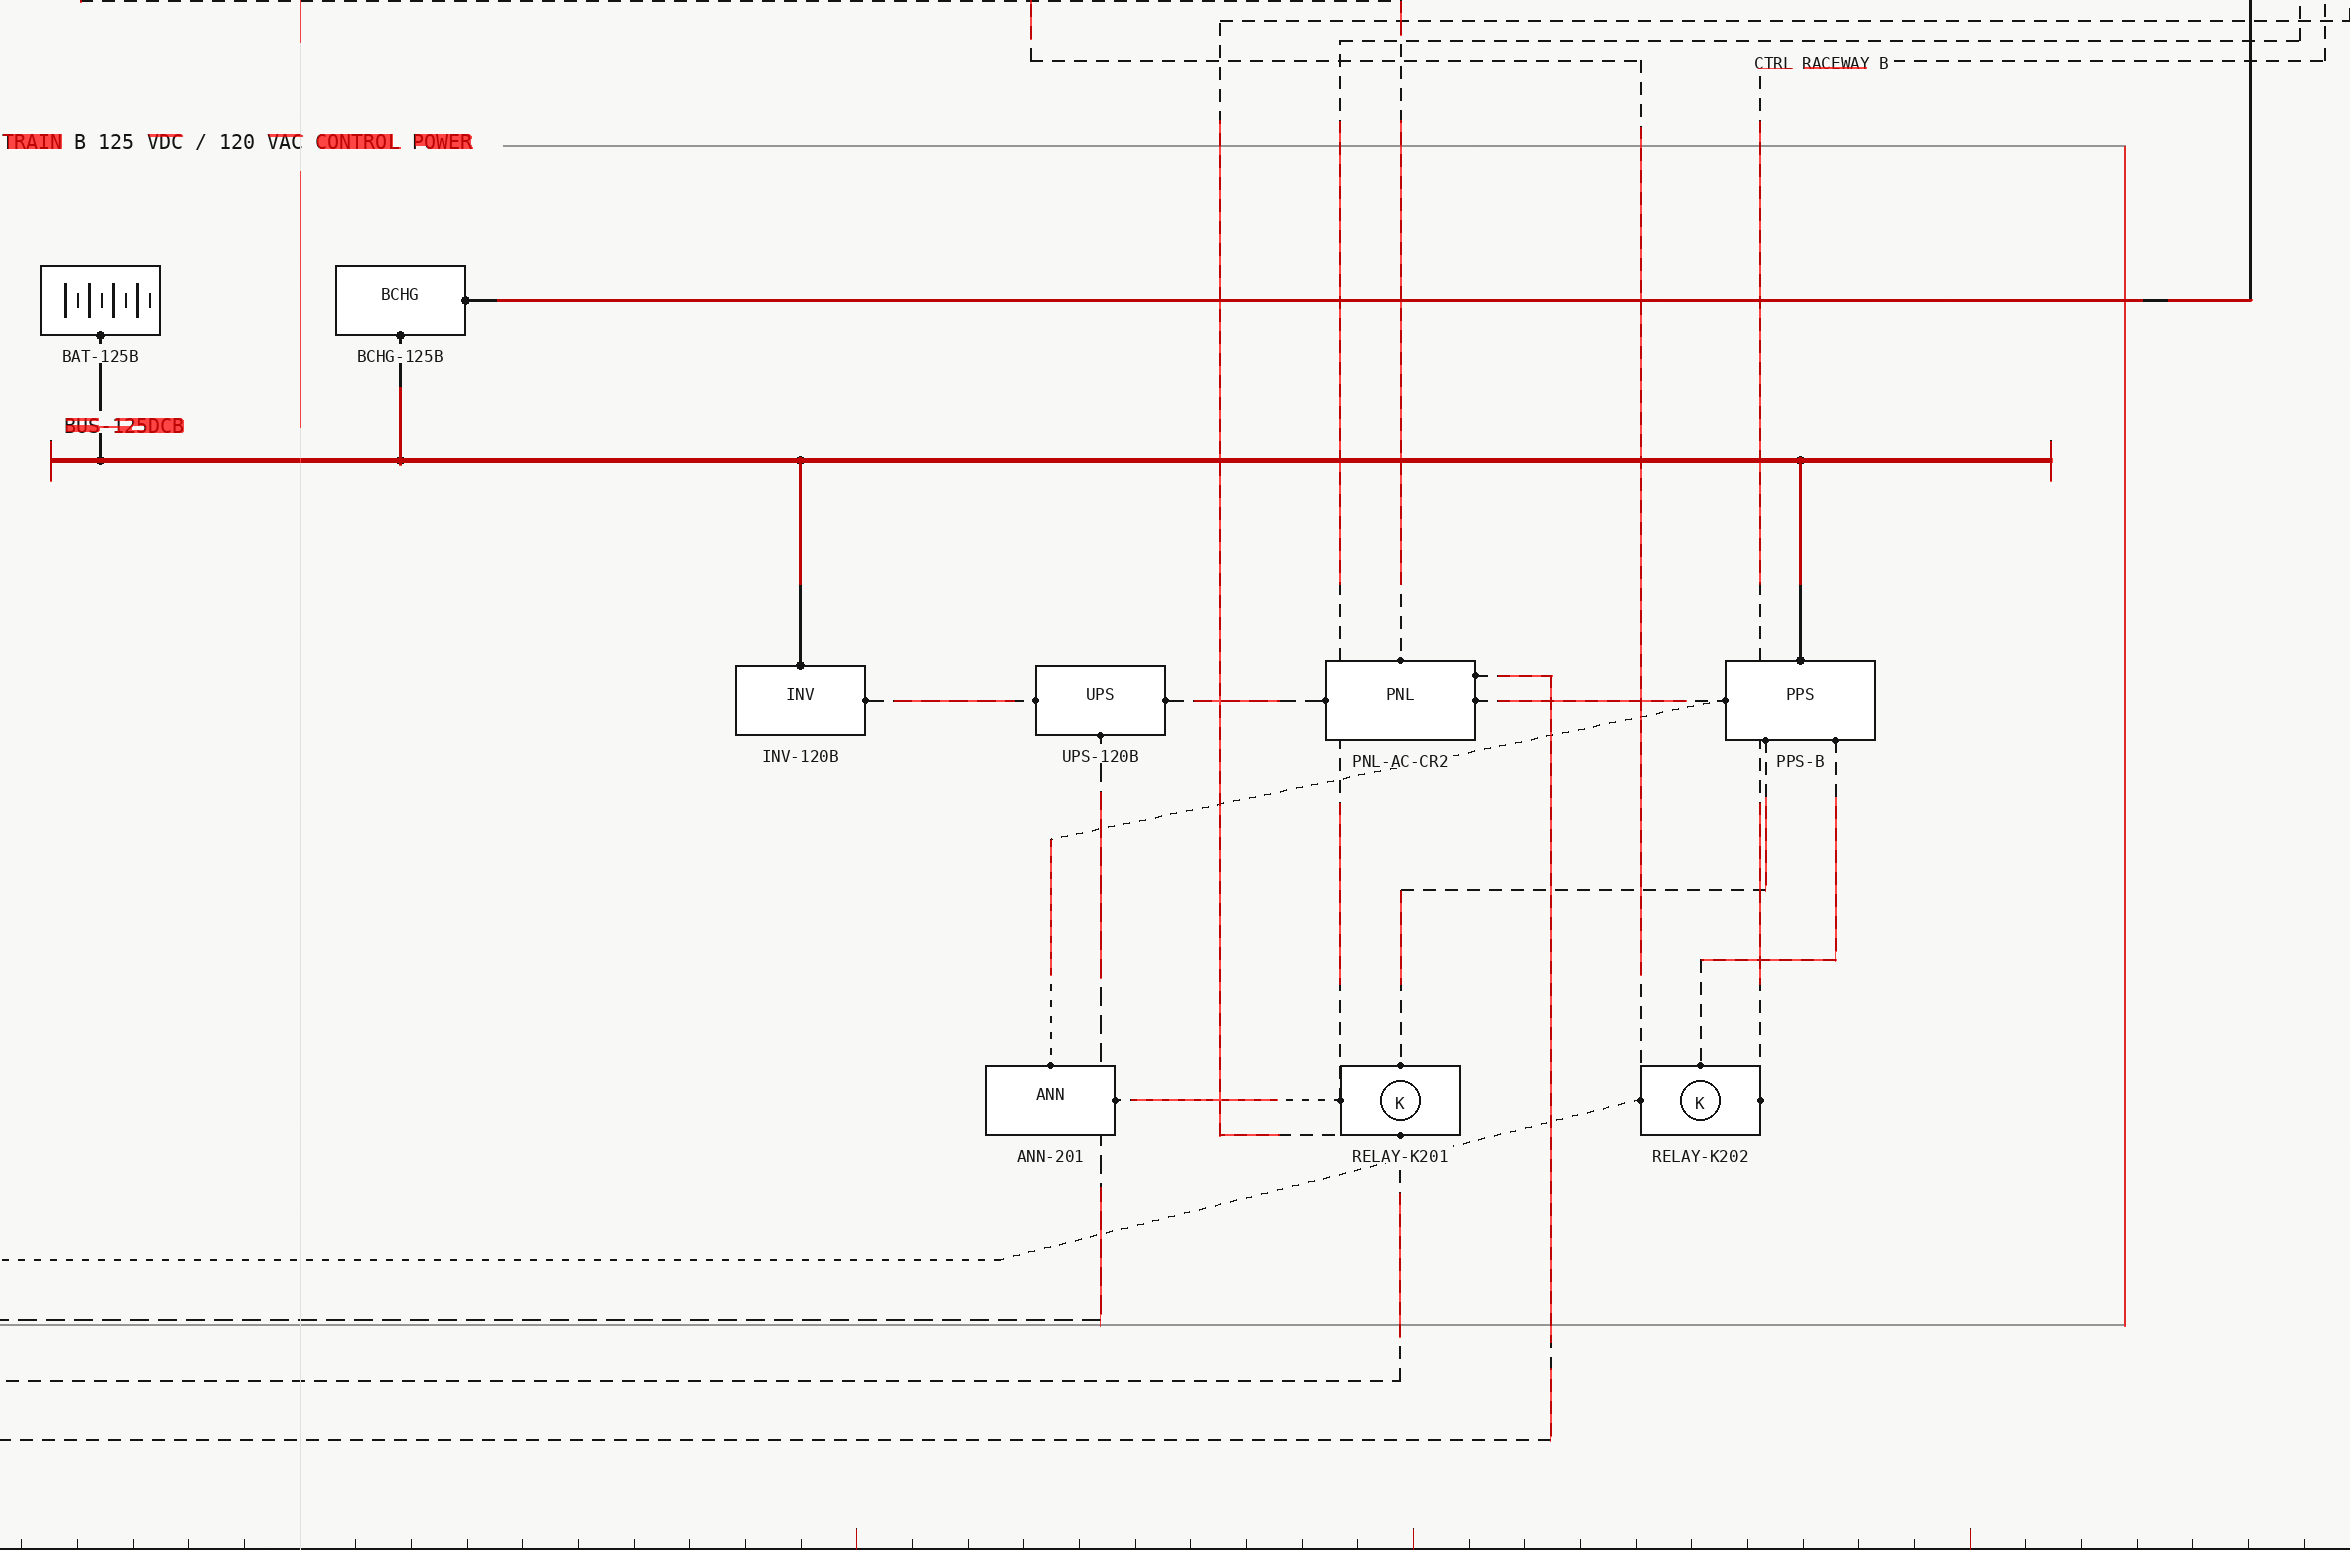 CTRL RACEWAY B
TRAIN B 125 VDC / 120 VAC CONTROL POWER
BCHG
BAT-125B
BCHG-125B
BUS-125DCB
INV
UPS
PNL
PPS
INV-120B
UPS-120B
PNL-AC-CR2
PPS-B
ANN
K
K
ANN-201
RELAY-K201
RELAY-K202